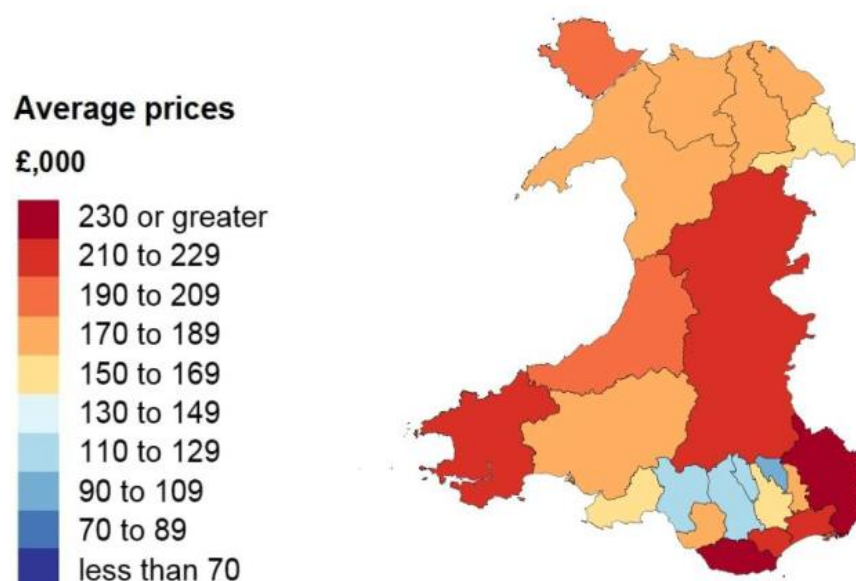 Average prices
£,000
230 or greater
210 to 229
190 to 209
170 to 189
150 to 169
130 to 149
110 to 129
90 to 109
70 to 89
less than 70